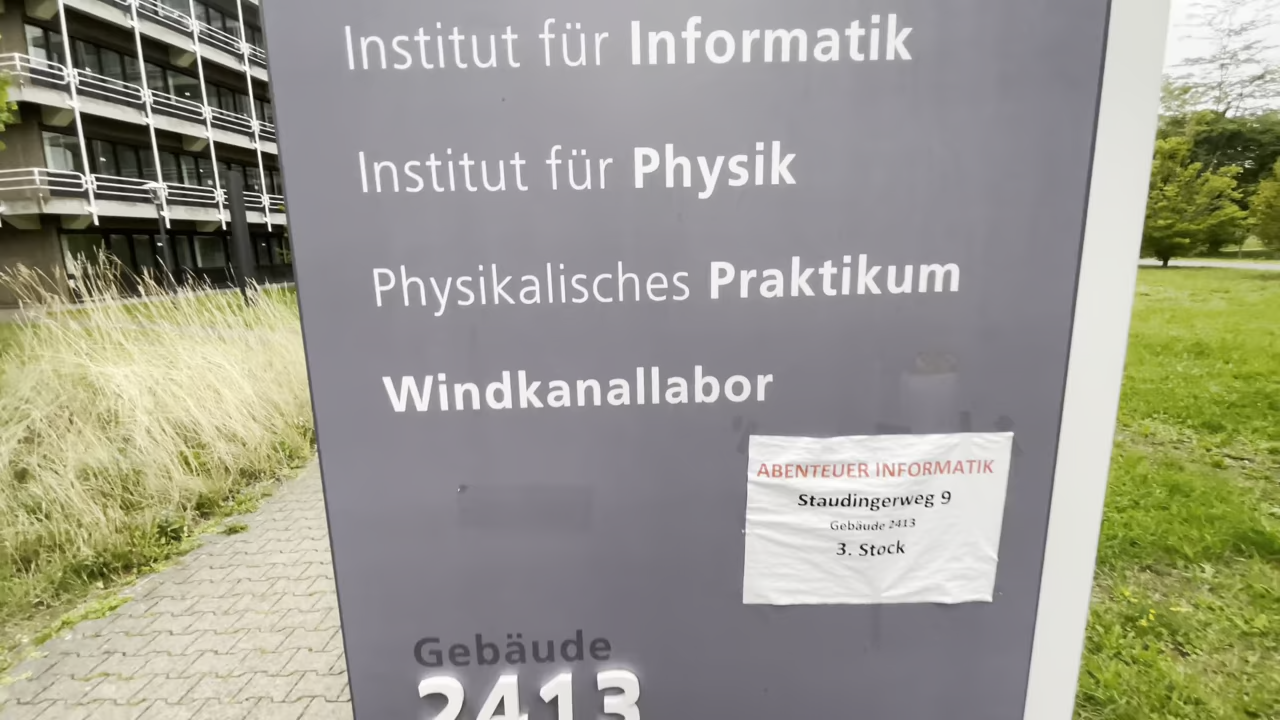 Institut für Informatik
Institut für Physik
Physikalisches Praktikum
Windkanallabor
ABENTEUER INFORMATIK
Staudingerweg 9
Gebäude 2413
3. Stock
Gebäude
2413